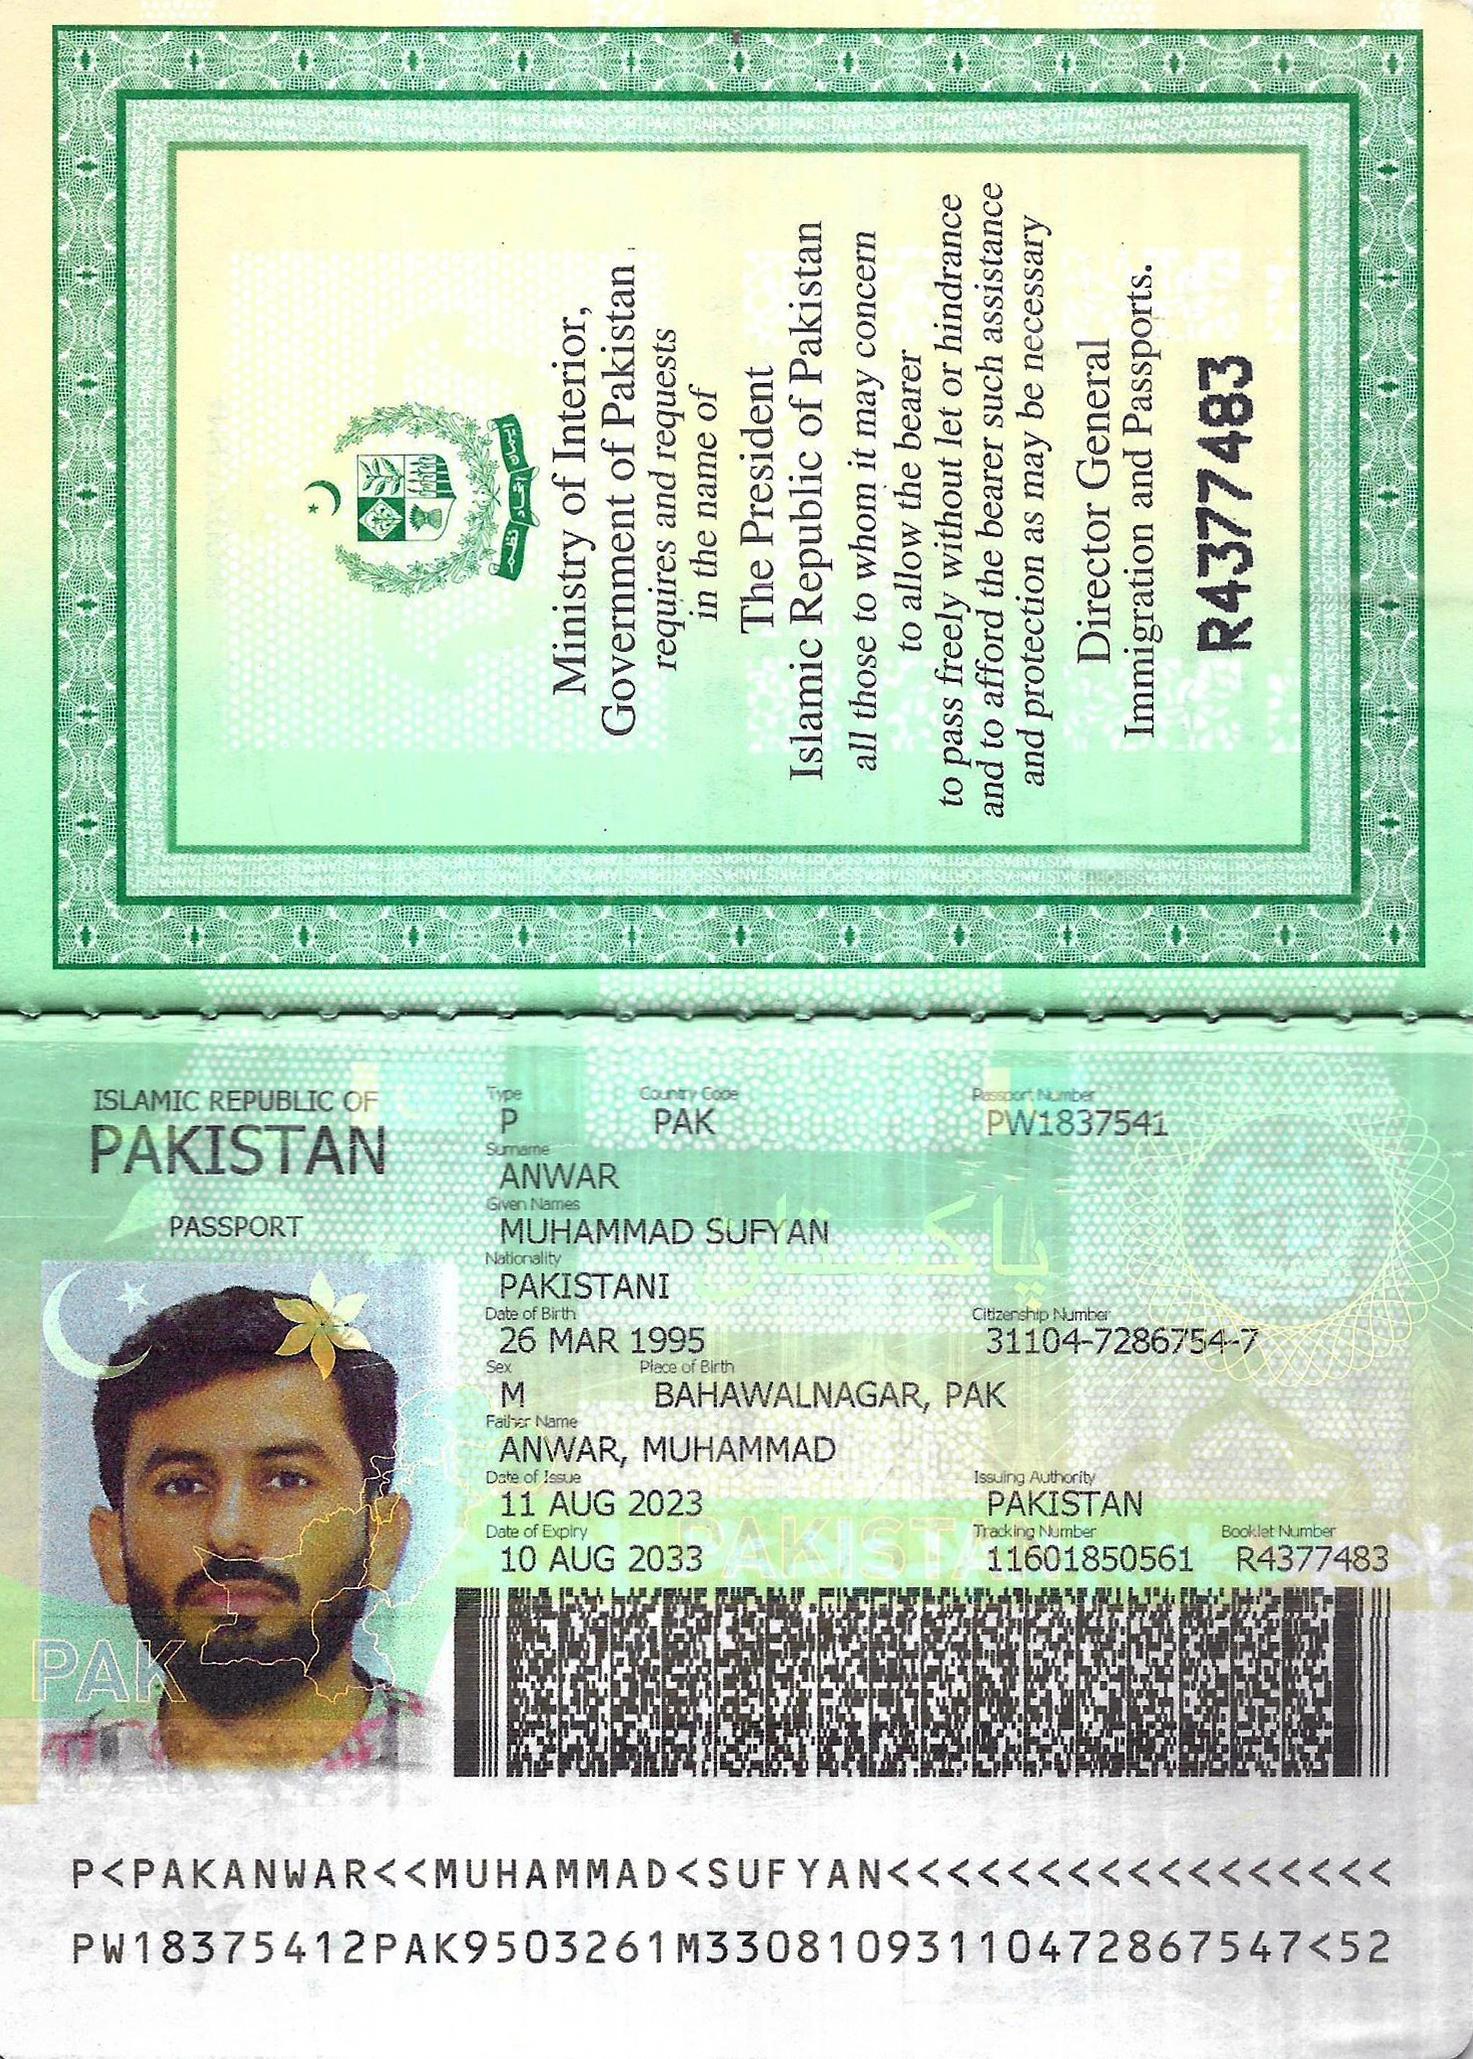 Ministry of Interior,
Government of Pakistan
requires and requests
in the name of
The President
Islamic Republic of Pakistan
all those to whom it may concern
to allow the bearer
to pass freely without let or hindrance
and to afford the bearer such assistance
and protection as may be necessary
Director General
Immigration and Passports.
R4377483
ISLAMIC REPUBLIC OF
PAKISTAN
PASSPORT
Type Country Code Passport Number
P PAK PW1837541
Surname
ANWAR
Given Names
MUHAMMAD SUFYAN
Nationality
PAKISTANI
Date of Birth Citizenship Number
26 MAR 1995 31104-7286754-7
Sex Place of Birth
M BAHAWALNAGAR, PAK
Father Name
ANWAR, MUHAMMAD
Date of Issue Issuing Authority
11 AUG 2023 PAKISTAN
Date of Expiry Tracking Number Booklet Number
10 AUG 2033 11601850561 R4377483
پاکستان
PAKISTA
PAK
P<PAKANWAR<<MUHAMMAD<SUFYAN<<<<<<<<<<<<<<<<<
PW18375412PAK9503261M33081093110472867547<52